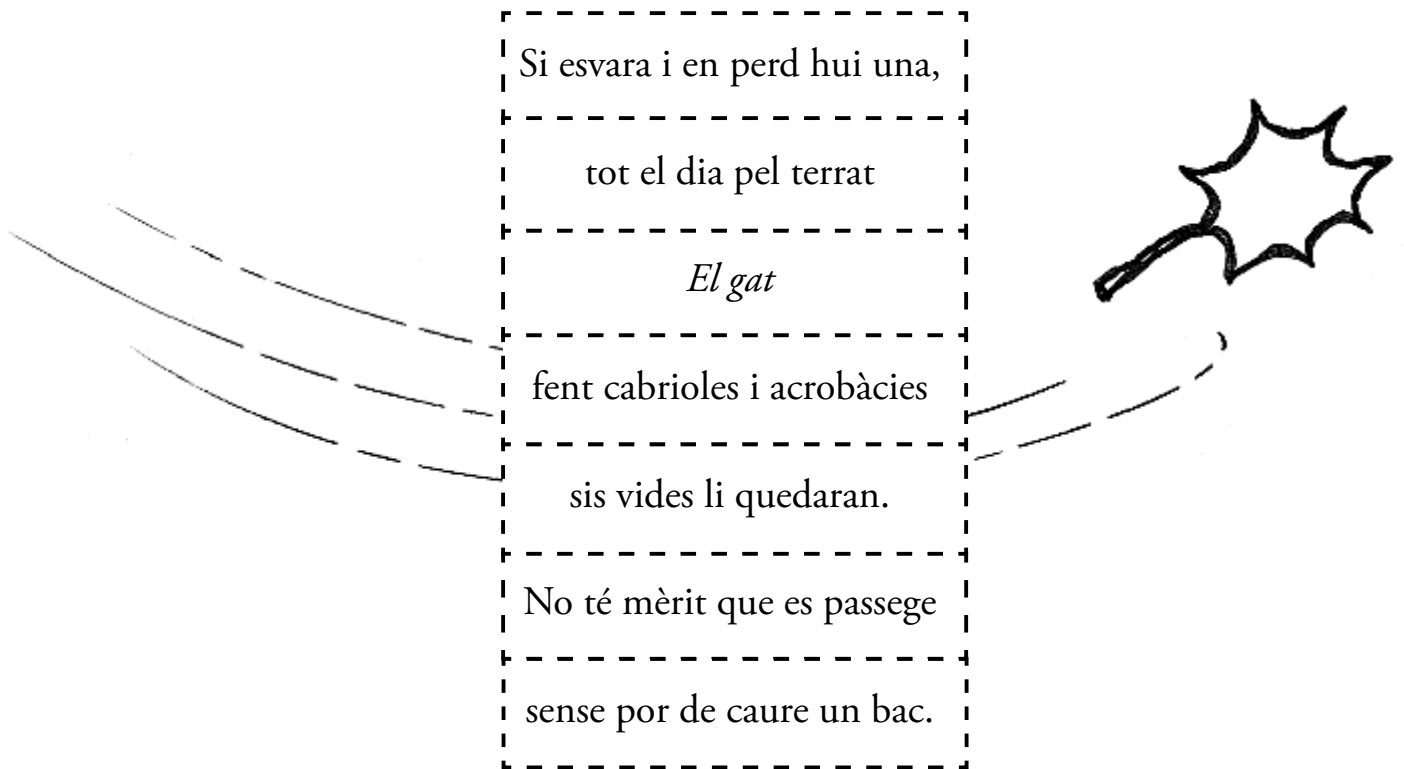 Si esvara i en perd hui una,
tot el dia pel terrat
El gat
fent cabrioles i acrobàcies
sis vides li quedaran.
No té mèrit que es passege
sense por de caure un bac.